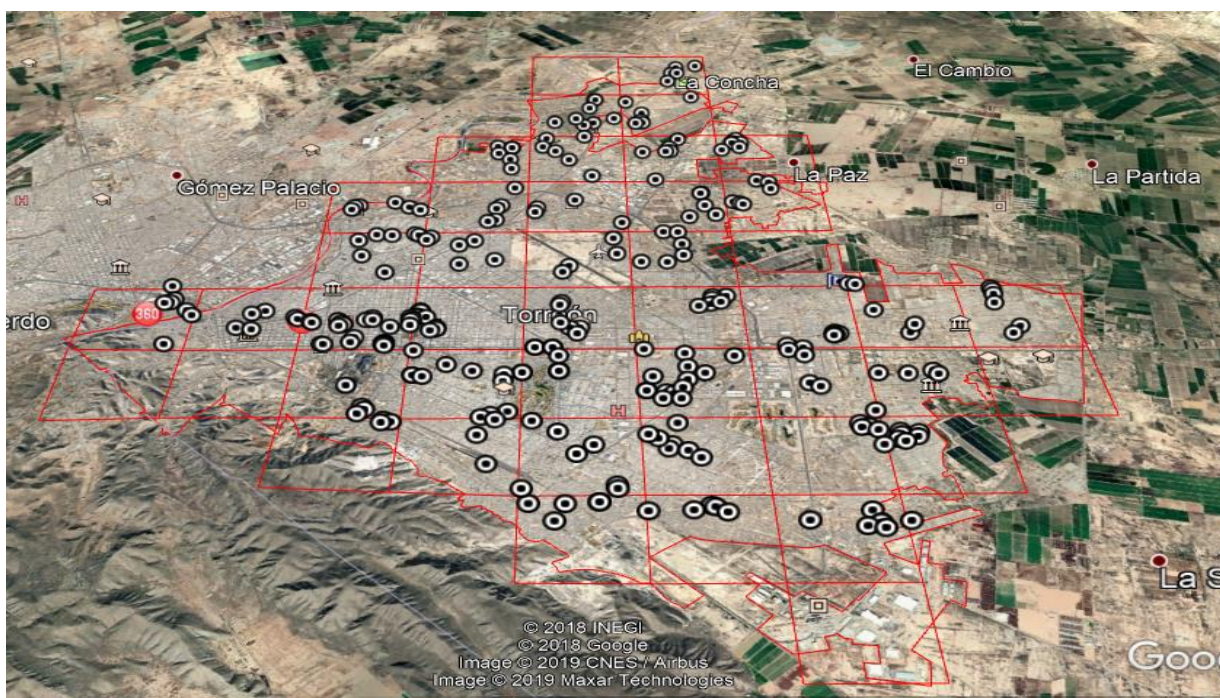 La Concha
El Cambio
Gómez Palacio
La Paz
La Partida
H
360
erdo
Torreón
H
La S
© 2018 INEGI
© 2018 Google
Image © 2019 CNES / Airbus
Image © 2019 Maxar Technologies
Goo